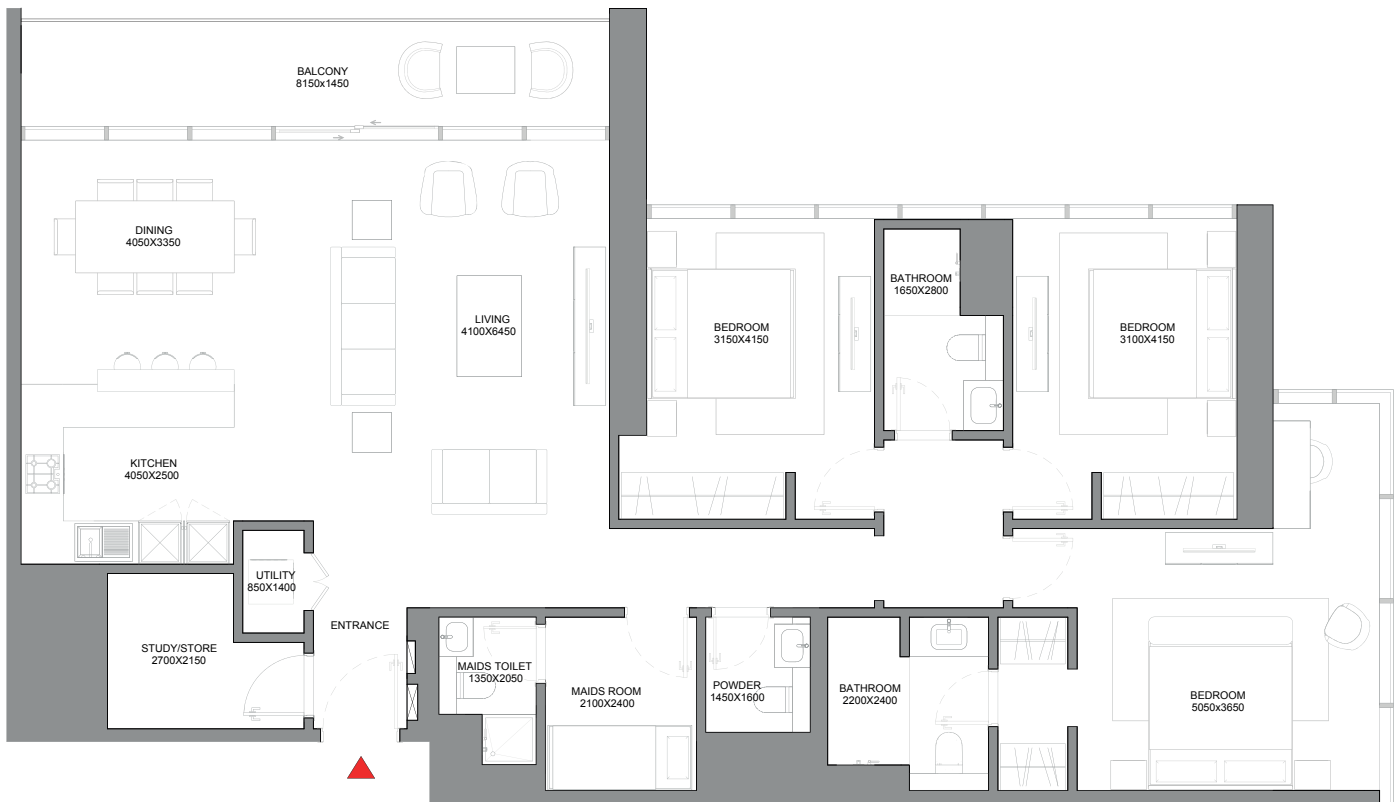 BALCONY
8150x1450
DINING
4050X3350
LIVING
4100X6450
BEDROOM
3150X4150
BATHROOM
1650X2800
BEDROOM
3100X4150
KITCHEN
4050X2500
UTILITY
850X1400
ENTRANCE
STUDY/STORE
2700X2150
MAIDS TOILET
1350X2050
MAIDS ROOM
2100X2400
POWDER
1450X1600
BATHROOM
2200X2400
BEDROOM
5050x3650